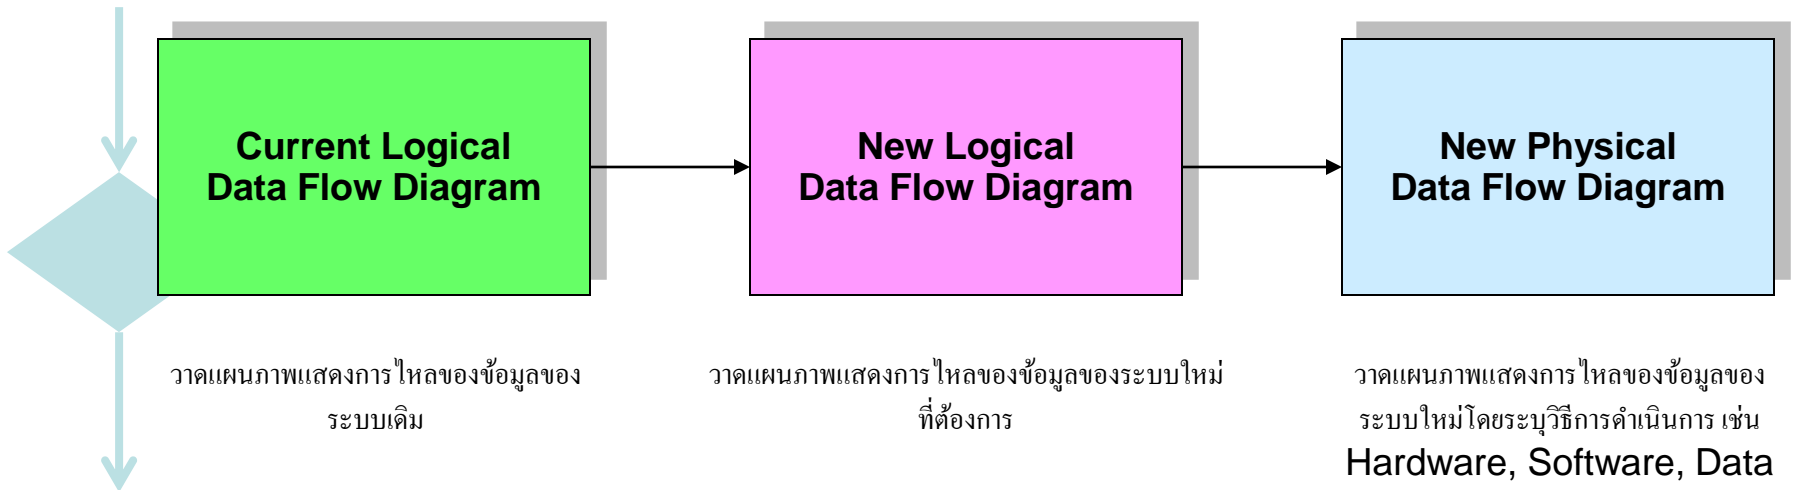 Current Logical
Data Flow Diagram
New Logical
Data Flow Diagram
New Physical
Data Flow Diagram
วาดแผนภาพแสดงการไหลของข้อมูลของ
ระบบเดิม
วาดแผนภาพแสดงการไหลของข้อมูลของระบบใหม่
ที่ต้องการ
วาดแผนภาพแสดงการไหลของข้อมูลของ
ระบบใหม่โดยระบุวิธีการดำเนินการ เช่น
Hardware, Software, Data